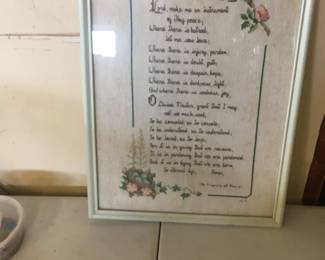 Lord, make me an instrument
of Thy peace;
Where there is hatred,
let me sow love;
Where there is injury, pardon;
Where there is doubt, faith;
Where there is despair, hope;
Where there is darkness, light;
And where there is sadness, joy.
O Divine Master, grant that I may
not so much seek
To be consoled, as to console;
To be understood, as to understand;
To be loved, as to love;
For it is in giving that we receive,
It is in pardoning that we are pardoned,
And it is in dying that we are born
to eternal life. Amen.
St. Francis of Assisi